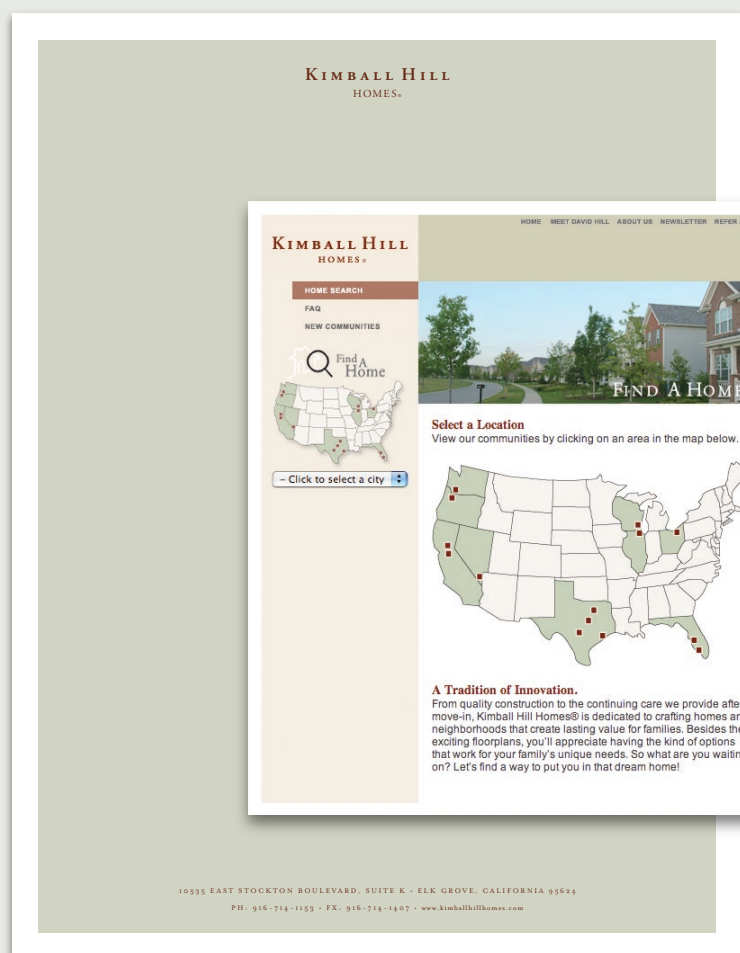 KIMBALL HILL
HOMES®
HOME MEET DAVID HILL ABOUT US NEWSLETTER REFER
KIMBALL HILL
HOMES®
HOME SEARCH
FAQ
NEW COMMUNITIES
Find A
Home
– Click to select a city
FIND A HOME
Select a Location
View our communities by clicking on an area in the map below.
A Tradition of Innovation.
From quality construction to the continuing care we provide afte
move-in, Kimball Hill Homes® is dedicated to crafting homes an
neighborhoods that create lasting value for families. Besides the
exciting floorplans, you'll appreciate having the kind of options
that work for your family's unique needs. So what are you waitin
on? Let's find a way to put you in that dream home!
10535 EAST STOCKTON BOULEVARD, SUITE K • ELK GROVE, CALIFORNIA 95624
PH: 916-714-1153 • FX: 916-714-1407 • www.kimballhillhomes.com